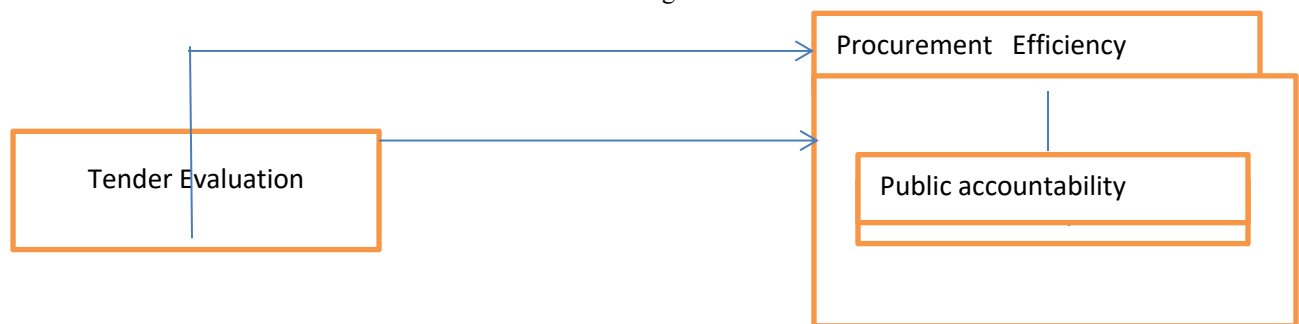 Procurement Efficiency
Tender Evaluation
Public accountability